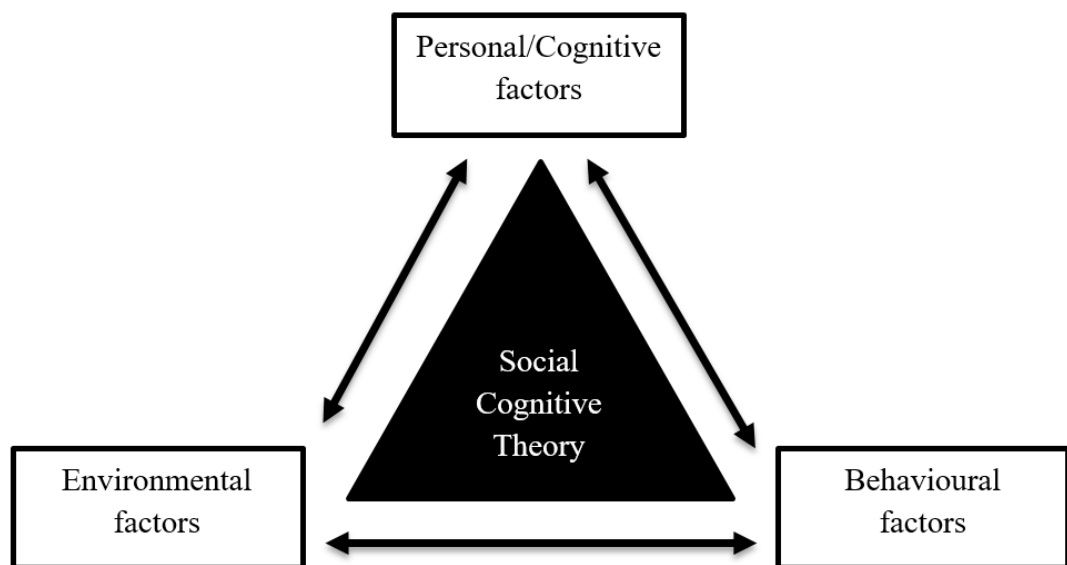 Personal/Cognitive
factors
Social
Cognitive
Theory
Environmental
factors
Behavioural
factors